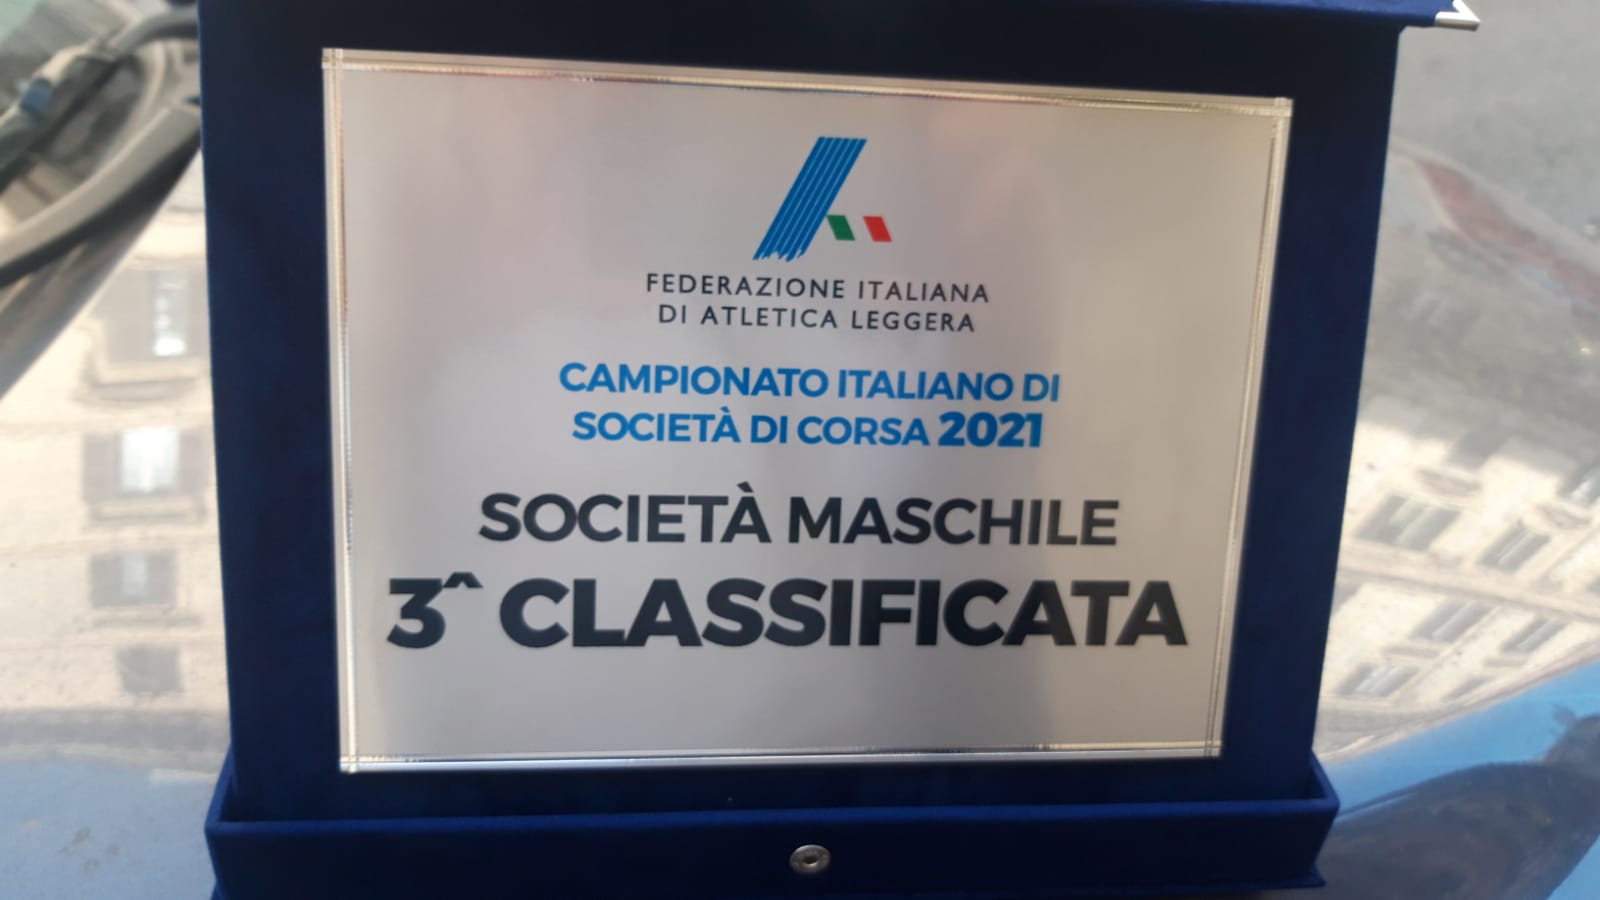 FEDERAZIONE ITALIANA
DI ATLETICA LEGGERA
CAMPIONATO ITALIANO DI
SOCIETÀ DI CORSA 2021
SOCIETÀ MASCHILE
3^ CLASSIFICATA